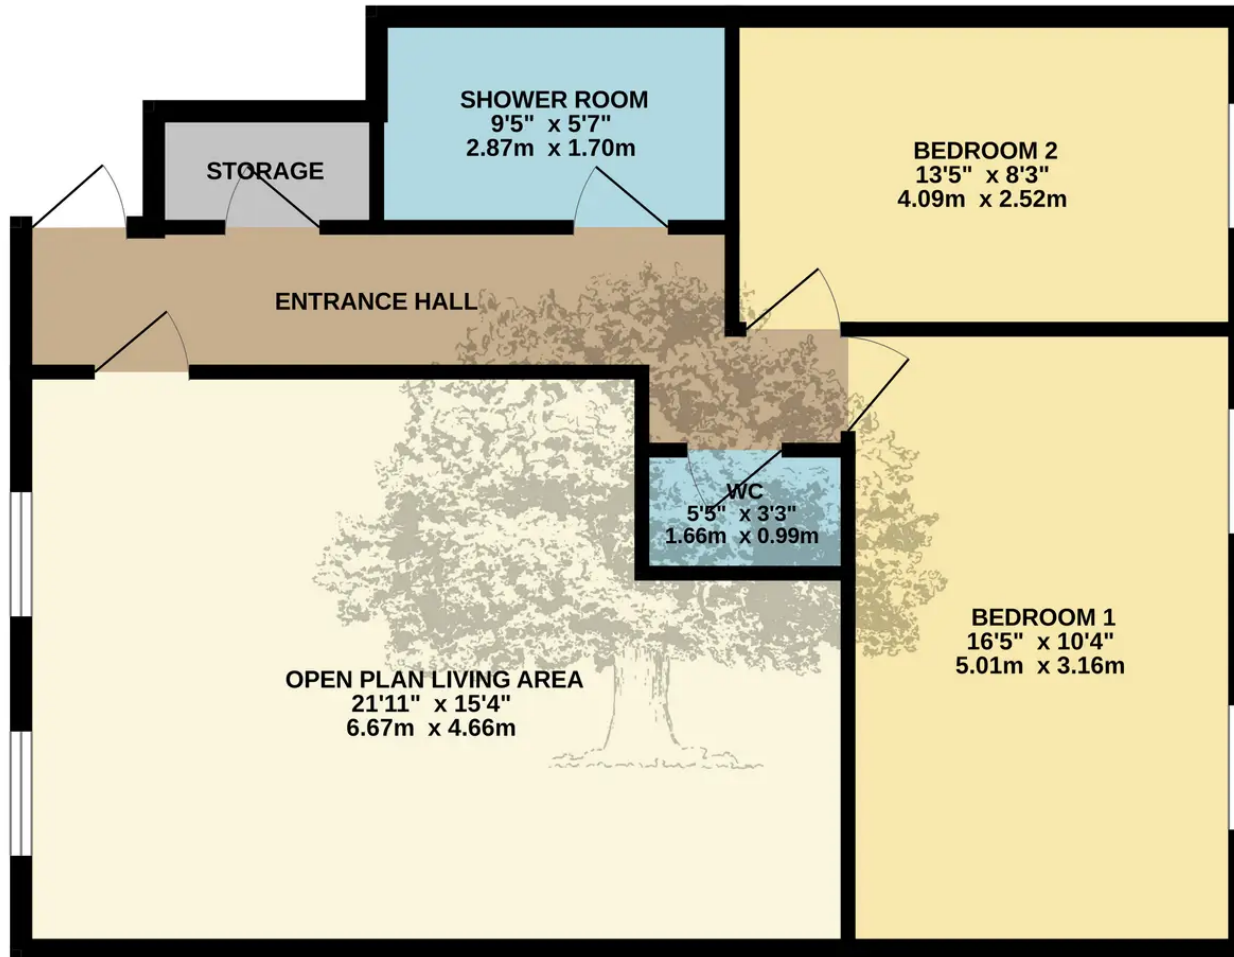 SHOWER ROOM
9'5" x 5'7"
2.87m x 1.70m
STORAGE
BEDROOM 2
13'5" x 8'3"
4.09m x 2.52m
ENTRANCE HALL
WC
5'5" x 3'3"
1.66m x 0.99m
BEDROOM 1
16'5" x 10'4"
5.01m x 3.16m
OPEN PLAN LIVING AREA
21'11" x 15'4"
6.67m x 4.66m